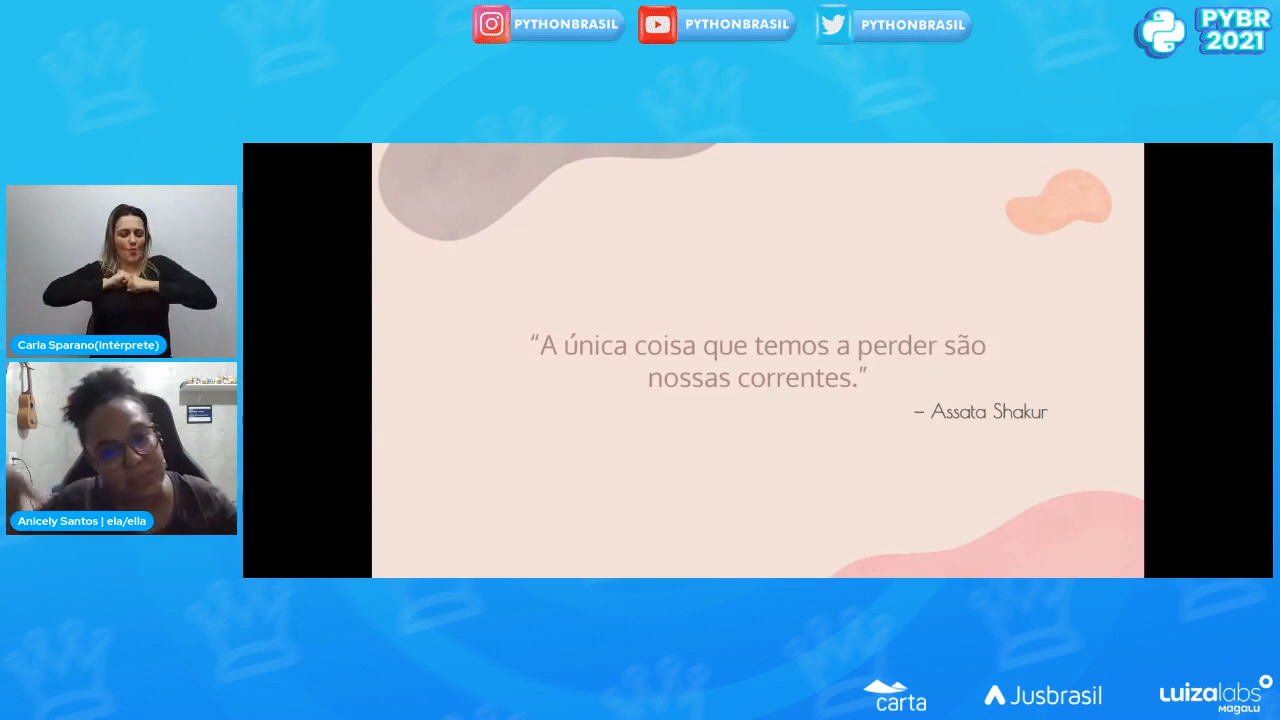 PYTHONBRASIL
PYTHONBRASIL
PYTHONBRASIL
PYBR
2021
Carla Sparano(intérprete)
Anicely Santos | ela/ella
“A única coisa que temos a perder são
nossas correntes.”
– Assata Shakur
carta
Jusbrasil
Luizalabs
MAGALU